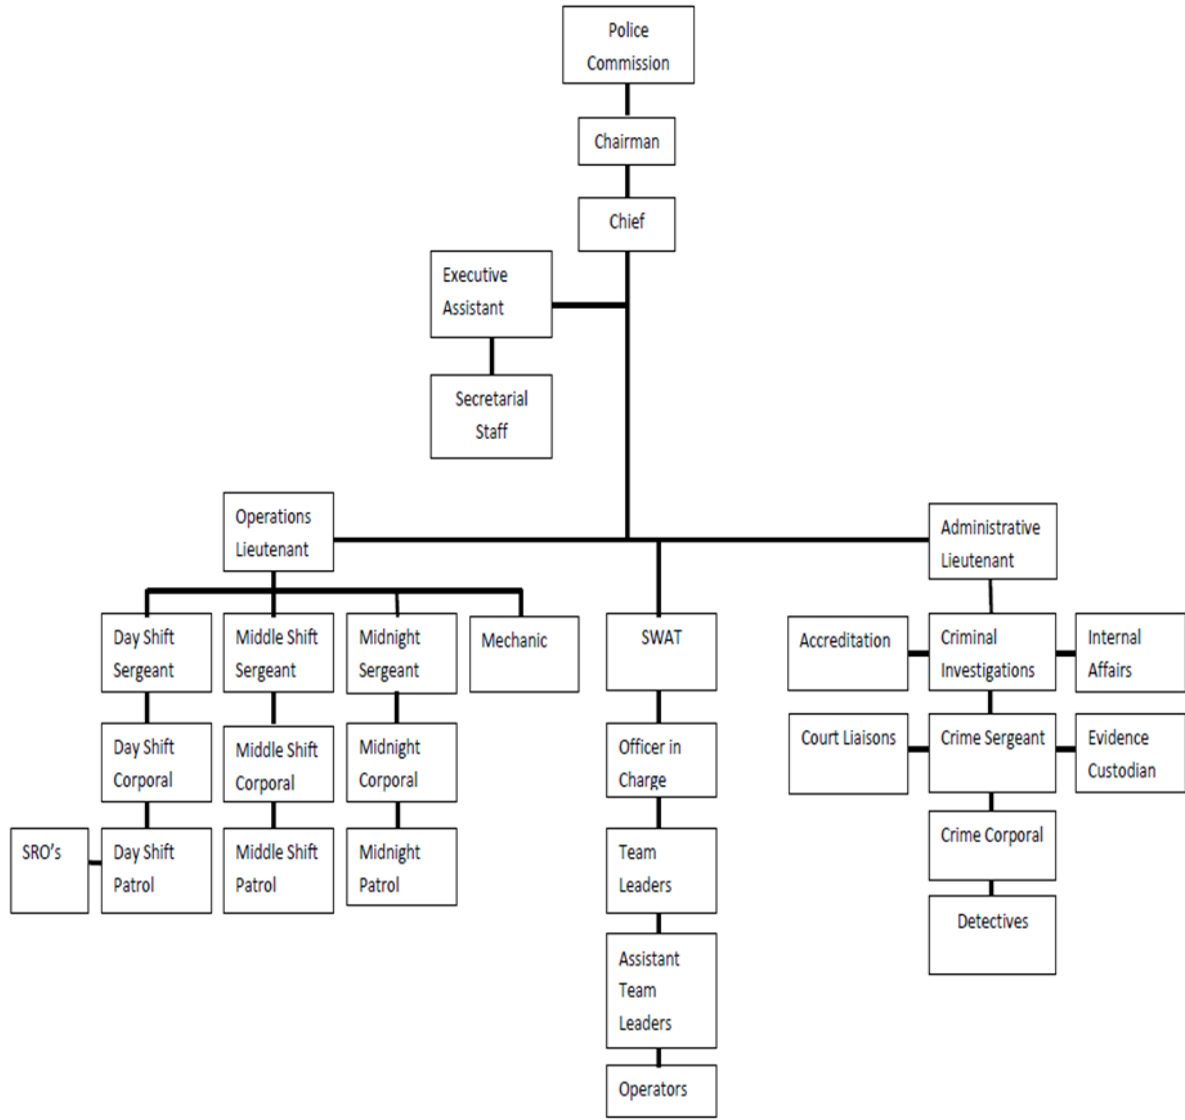 Police
Commission
Chairman
Chief
Executive
Assistant
Secretarial
Staff
Operations
Lieutenant
Administrative
Lieutenant
Day Shift
Sergeant
Middle Shift
Sergeant
Midnight
Sergeant
Mechanic
SWAT
Accreditation
Criminal
Investigations
Internal
Affairs
Day Shift
Corporal
Middle Shift
Corporal
Midnight
Corporal
Officer in
Charge
Court Liaisons
Crime Sergeant
Evidence
Custodian
SRO's
Day Shift
Patrol
Middle Shift
Patrol
Midnight
Patrol
Team
Leaders
Crime Corporal
Detectives
Assistant
Team
Leaders
Operators